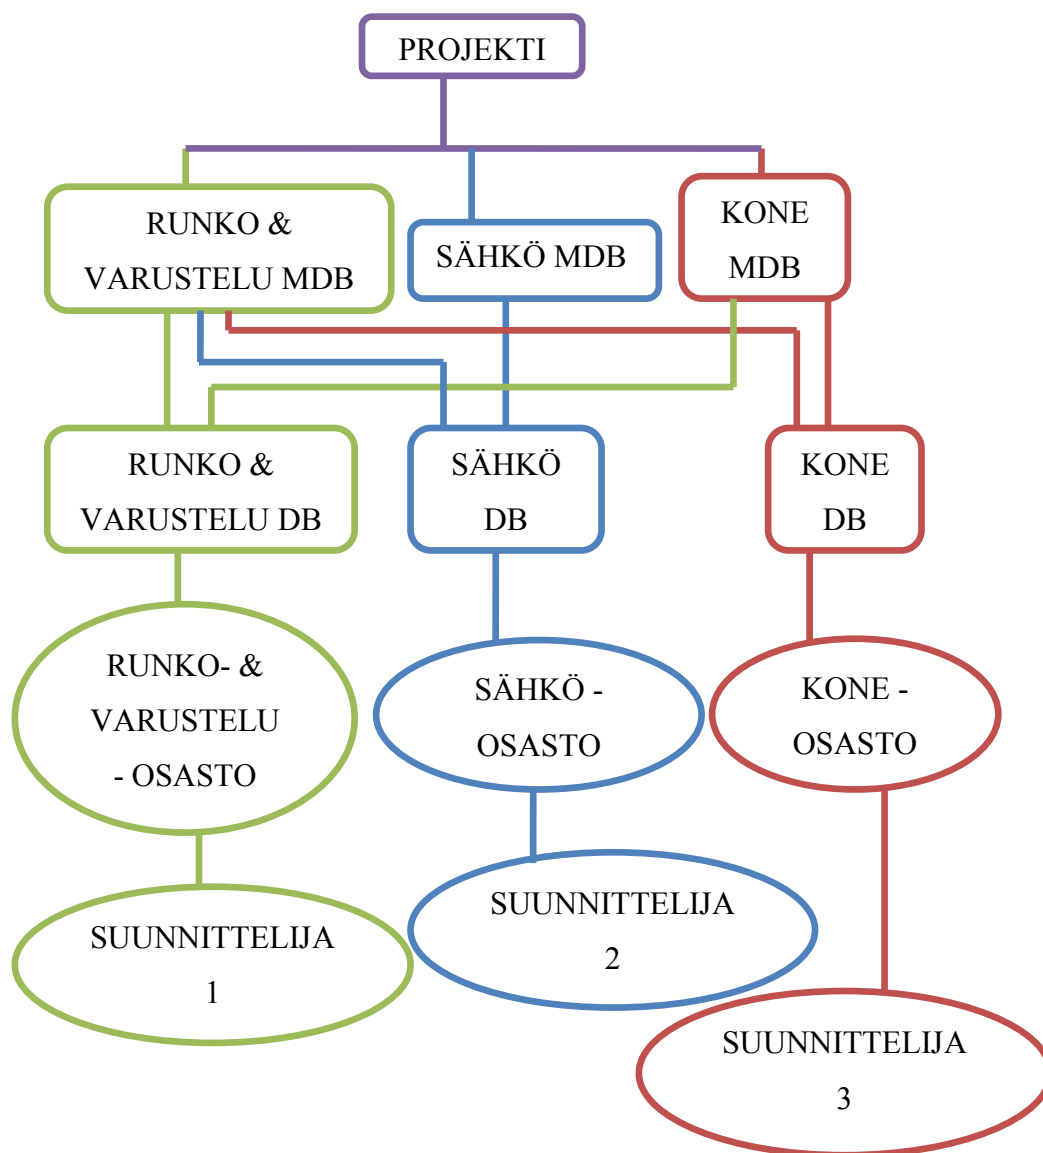 PROJEKTI
RUNKO &
VARUSTELU MDB
SÄHKÖ MDB
KONE
MDB
RUNKO &
VARUSTELU DB
SÄHKÖ
DB
KONE
DB
RUNKO- &
VARUSTELU
- OSASTO
SÄHKÖ -
OSASTO
KONE -
OSASTO
SUUNNITTELIJA
1
SUUNNITTELIJA
2
SUUNNITTELIJA
3